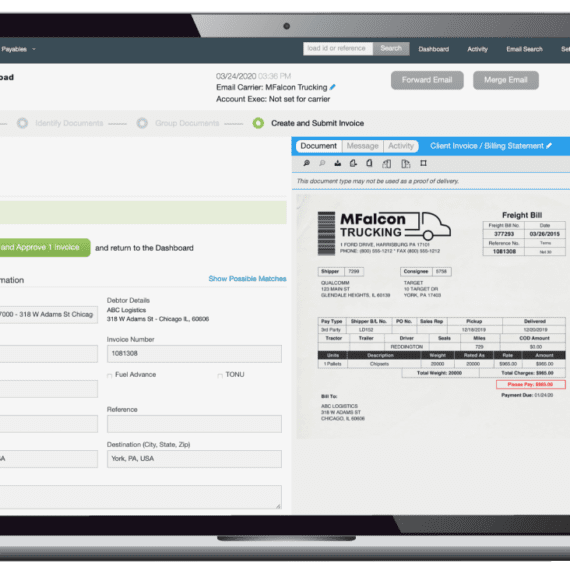 Payables
load id or reference Search Dashboard Activity Email Search
oad
03/24/2020 03:36 PM
Email Carrier: MFalcon Trucking
Account Exec: Not set for carrier
Forward Email Merge Email
Identify Documents Group Documents Create and Submit Invoice
Document Message Activity Client Invoice / Billing Statement
This document type may not be used as a proof of delivery.
and Approve 1 Invoice and return to the Dashboard
mation Show Possible Matches
7000 - 318 W Adams St Chicag
Debtor Details
ABC Logistics
318 W Adams St - Chicago IL, 60606
Invoice Number
1081308
Fuel Advance TONU
Reference
Destination (City, State, Zip)
York, PA, USA
MFalcon
TRUCKING
1 FORD DRIVE, HARRISBURG PA 17101
PHONE: (800) 555-1212 * FAX (800) 555-1212
Freight Bill
Freight Bill No. Date
377293 03/26/2015
Reference No. Terms
1081308 Net 30
Shipper 7299 Consignee 5758
QUALCOMM TARGET
123 MAIN ST 10 TARGET DR
GLENDALE HEIGHTS, IL 60139 YORK, PA 17403
Pay Type Shipper B/L No. PO No. Sales Rep Pickup Delivered
3rd Party LD102 12/18/2019 12/20/2019
Tractor Trailer Driver Seals Miles COD Amount
REDDINGTON 729 $0.00
Units Description Weight Rated As Rate Amount
1 Pallets Chipsets 20000 20000 $965.00 $965.00
Total Weight: 20000 Total Charges: $965.00
Please Pay: $965.00
Bill To: Payment Due: 01/24/20
ABC LOGISTICS
318 W ADAMS ST
CHICAGO, IL 60606